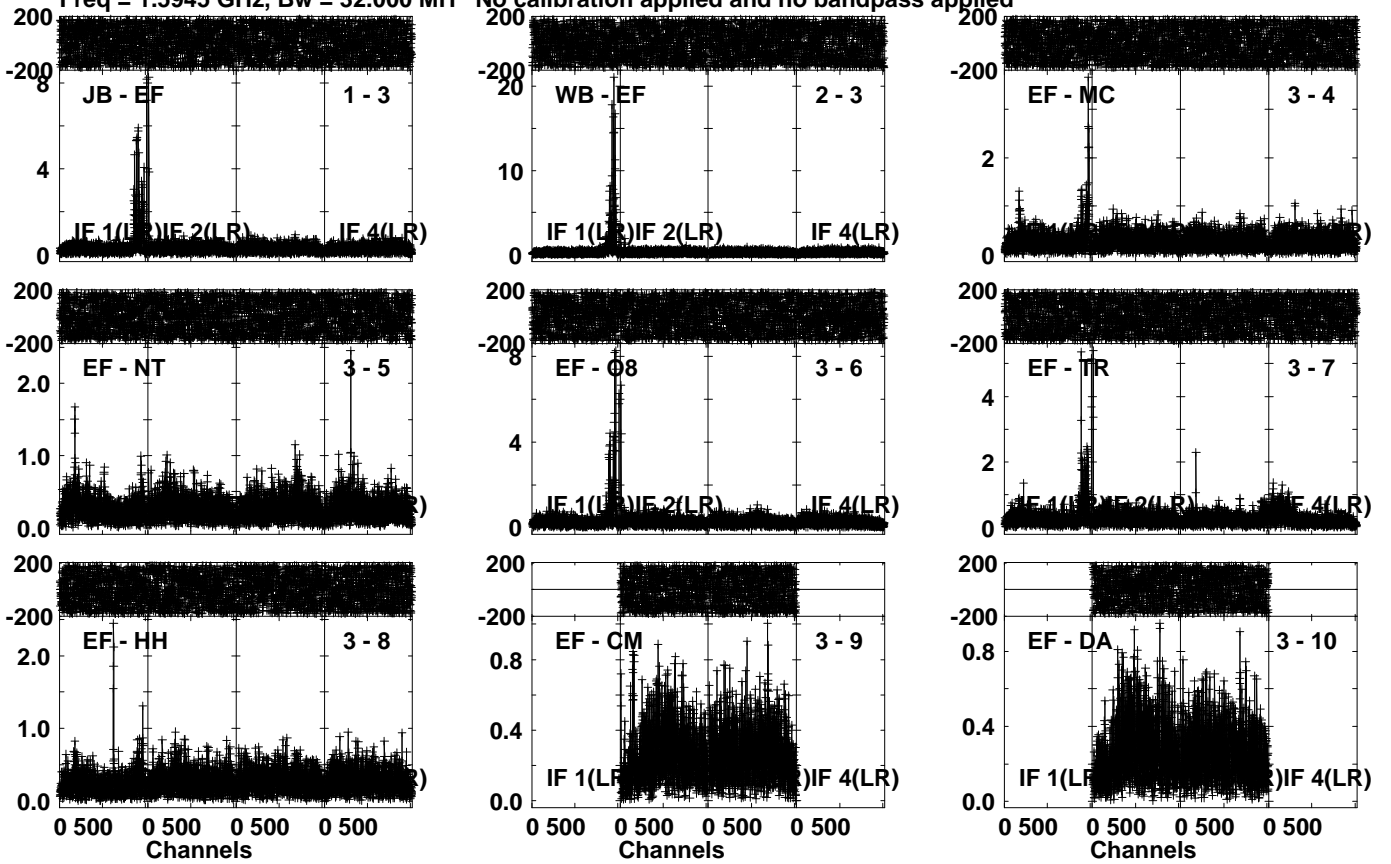 Freq = 1.5945 GHz, Bw = 32.000 MH No calibration applied and no bandpass applied
200 200 200
-200 -200 -200
8 20
JB - EF 1 - 3 WB - EF 2 - 3 EF - MC 3 - 4
4 10 2
IF 1(LR)IF 2(LR) IF 4(LR) IF 1(LR)IF 2(LR) IF 4(LR) R)
0 0 0
200 200 200
-200 -200 -200
8
EF - NT 3 - 5 EF - O8 3 - 6 EF - TR 3 - 7
2.0 4 4
1.0 2
R) IF 1(LR)IF 2(LR) IF 4(LR) IF 1(LR)IF 2(LR) IF 4(LR)
0.0 0 0
200 200 200
-200 -200 -200
EF - HH 3 - 8 EF - CM 3 - 9 EF - DA 3 - 10
2.0 0.8 0.8
1.0 0.4 0.4
R) IF 1(LR )IF 4(LR) IF 1(LR )IF 4(LR)
0.0 0.0 0.0
0 500 0 500 0 500 0 500 0 500 0 500 0 500 0 500 0 500 0 500 0 500 0 500
Channels Channels Channels